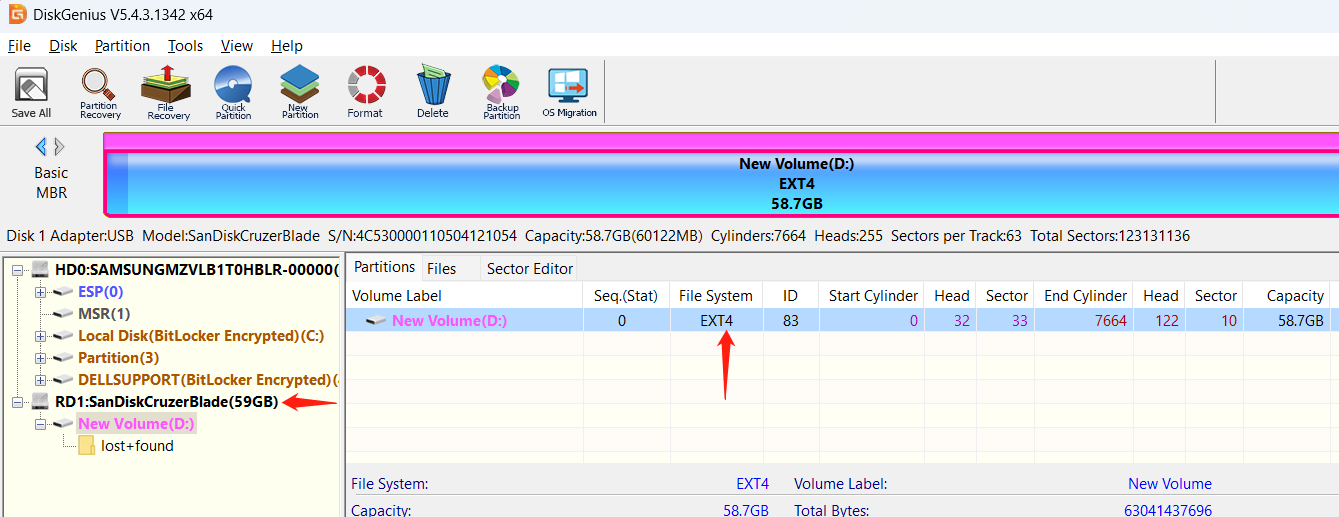 DiskGenius V5.4.3.1342 x64
File Disk Partition Tools View Help
Save All Partition Recovery File Recovery Quick Partition New Partition Format Delete Backup Partition OS Migration
Basic
MBR
New Volume(D:)
EXT4
58.7GB
Disk 1 Adapter:USB Model:SanDiskCruzerBlade S/N:4C530000110504121054 Capacity:58.7GB(60122MB) Cylinders:7664 Heads:255 Sectors per Track:63 Total Sectors:123131136
HD0:SAMSUNGMZVLB1T0HBLR-00000(
ESP(0)
MSR(1)
Local Disk(BitLocker Encrypted)(C:)
Partition(3)
DELLSUPPORT(BitLocker Encrypted)(
RD1:SanDiskCruzerBlade(59GB)
New Volume(D:)
lost+found
Partitions Files Sector Editor
Volume Label Seq.(Stat) File System ID Start Cylinder Head Sector End Cylinder Head Sector Capacity
New Volume(D:) 0 EXT4 83 0 32 33 7664 122 10 58.7GB
File System: EXT4 Volume Label: New Volume
Capacity: 58.7GB Total Bytes: 63041437696